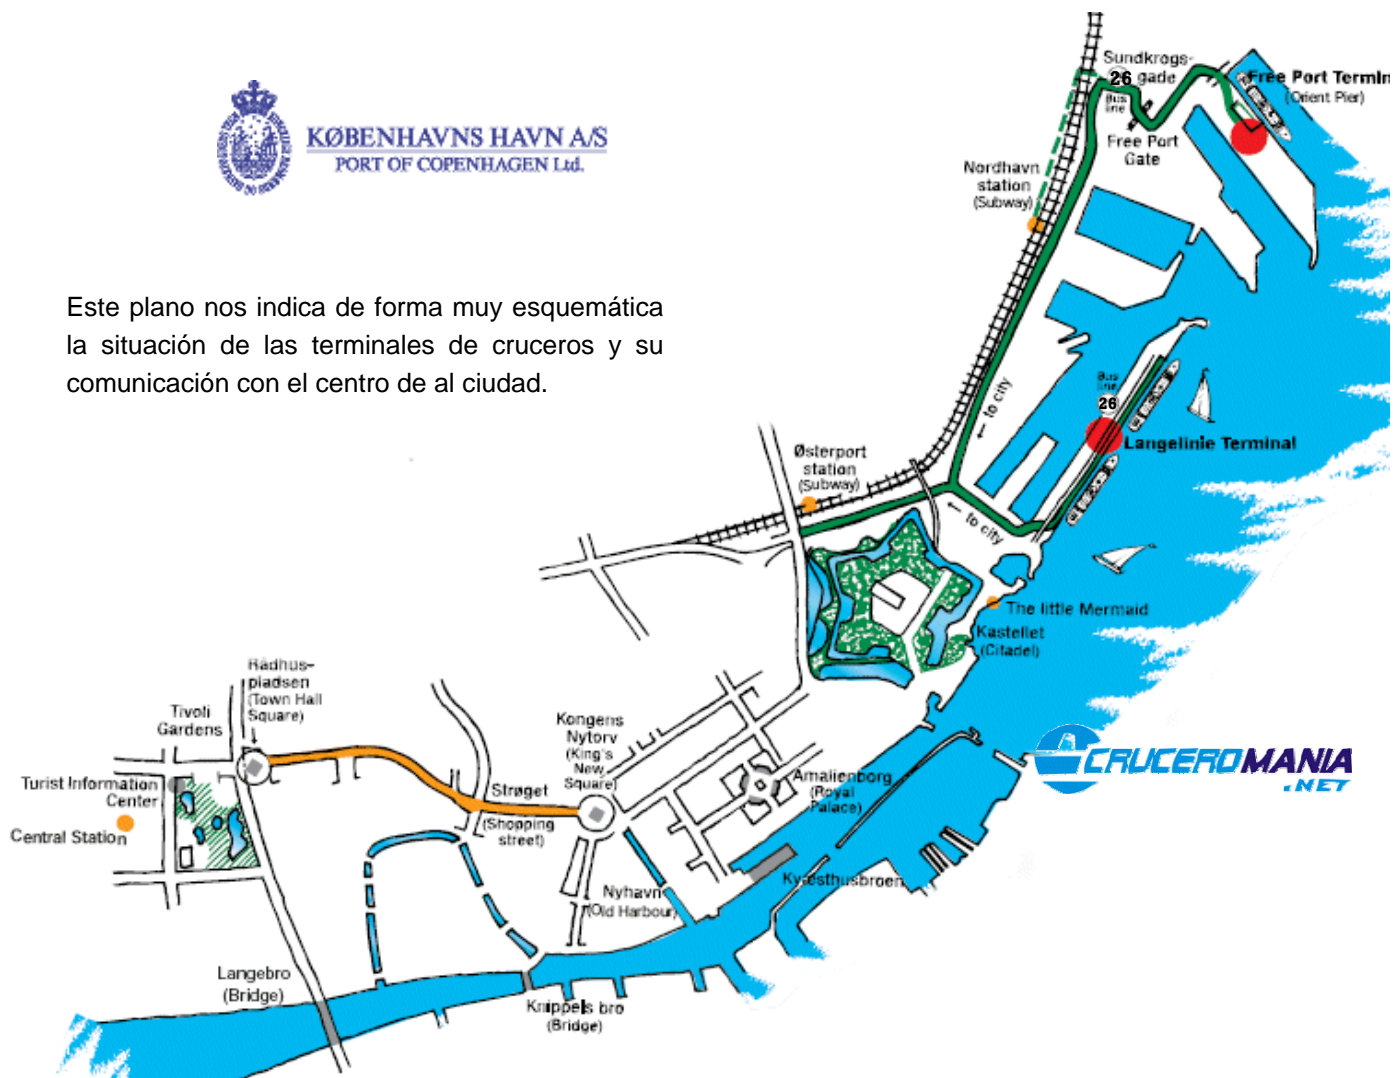 KØBENHAVNS HAVN A/S
PORT OF COPENHAGEN Ltd.
Este plano nos indica de forma muy esquemática
la situación de las terminales de cruceros y su
comunicación con el centro de al ciudad.
Sundkrogs-
gade
26
Bus
line
Free Port Termin
(Orient Pier)
Free Port
Gate
Nordhavn
station
(Subway)
← to city
Bus
line
26
Langelinie Terminal
Østerport
station
(Subway)
← to city
The little Mermaid
Kastellet
(Citadel)
CRUCEROMANIA
.NET
Rådhus-
pladsen
(Town Hall
Square)
Tivoli
Gardens
Turist Information
Center
Central Station
Kongens
Nytorv
(King's
New
Square)
Strøget
(Shopping
street)
Amalienborg
(Royal
Palace)
Nyhavn
(Old Harbour)
Langebro
(Bridge)
Knippels bro
(Bridge)